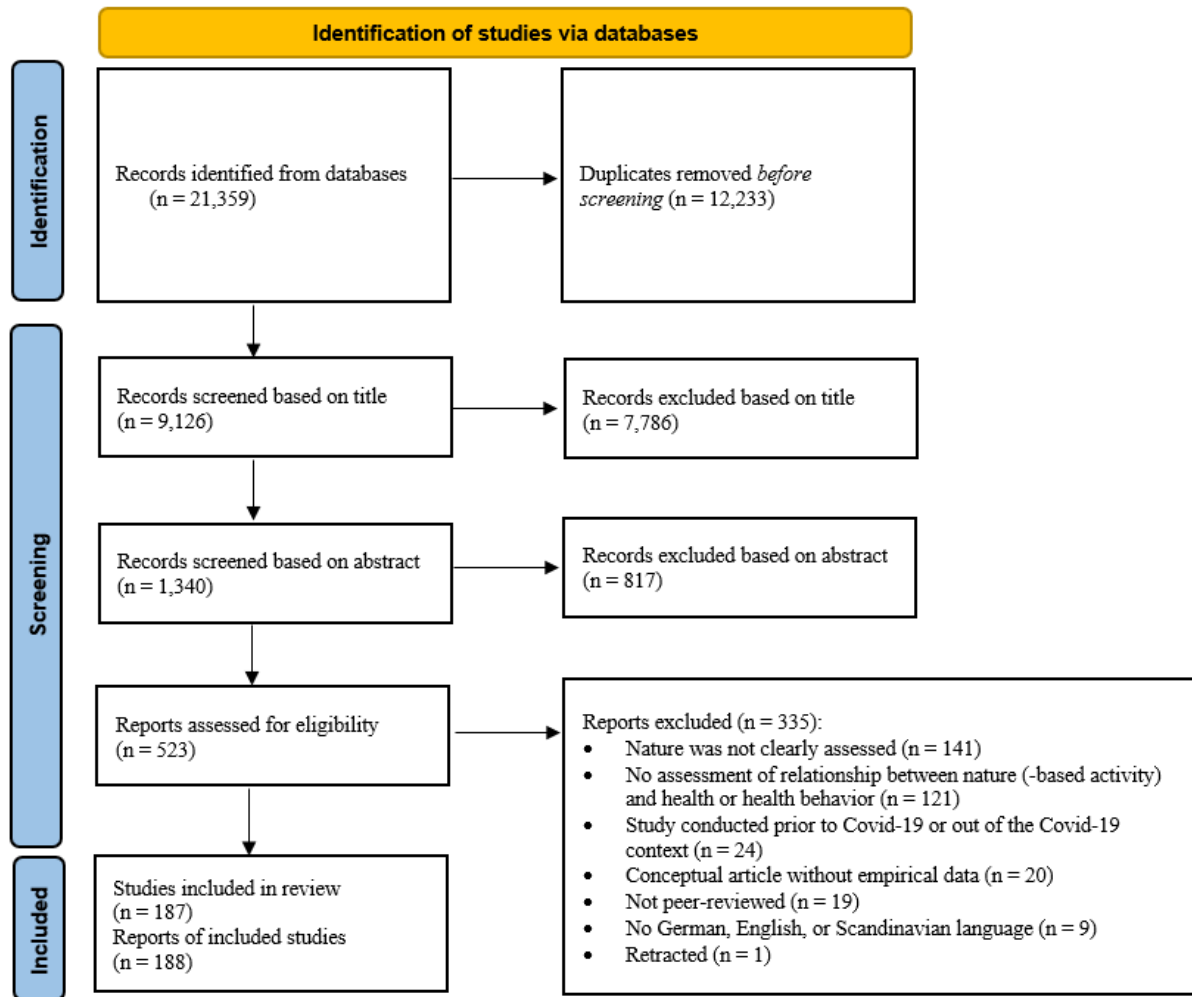 Identification of studies via databases
Identification
Records identified from databases
(n = 21,359)
Duplicates removed before
screening (n = 12,233)
Screening
Records screened based on title
(n = 9,126)
Records excluded based on title
(n = 7,786)
Records screened based on abstract
(n = 1,340)
Records excluded based on abstract
(n = 817)
Reports assessed for eligibility
(n = 523)
Reports excluded (n = 335):
• Nature was not clearly assessed (n = 141)
• No assessment of relationship between nature (-based activity)
and health or health behavior (n = 121)
• Study conducted prior to Covid-19 or out of the Covid-19
context (n = 24)
• Conceptual article without empirical data (n = 20)
• Not peer-reviewed (n = 19)
• No German, English, or Scandinavian language (n = 9)
• Retracted (n = 1)
Included
Studies included in review
(n = 187)
Reports of included studies
(n = 188)